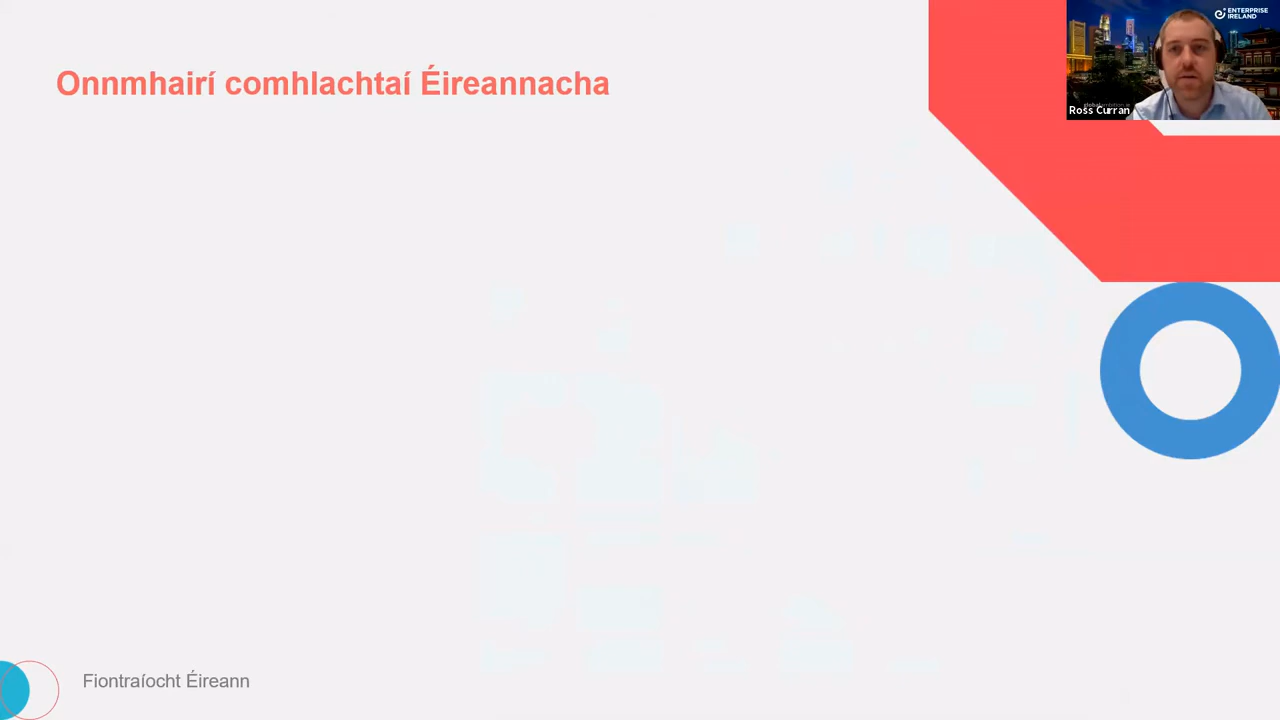 Onnmhairí comhlachtaí Éireannacha
ENTERPRISE
IRELAND
Ross Curran
Fiontraíocht Éireann